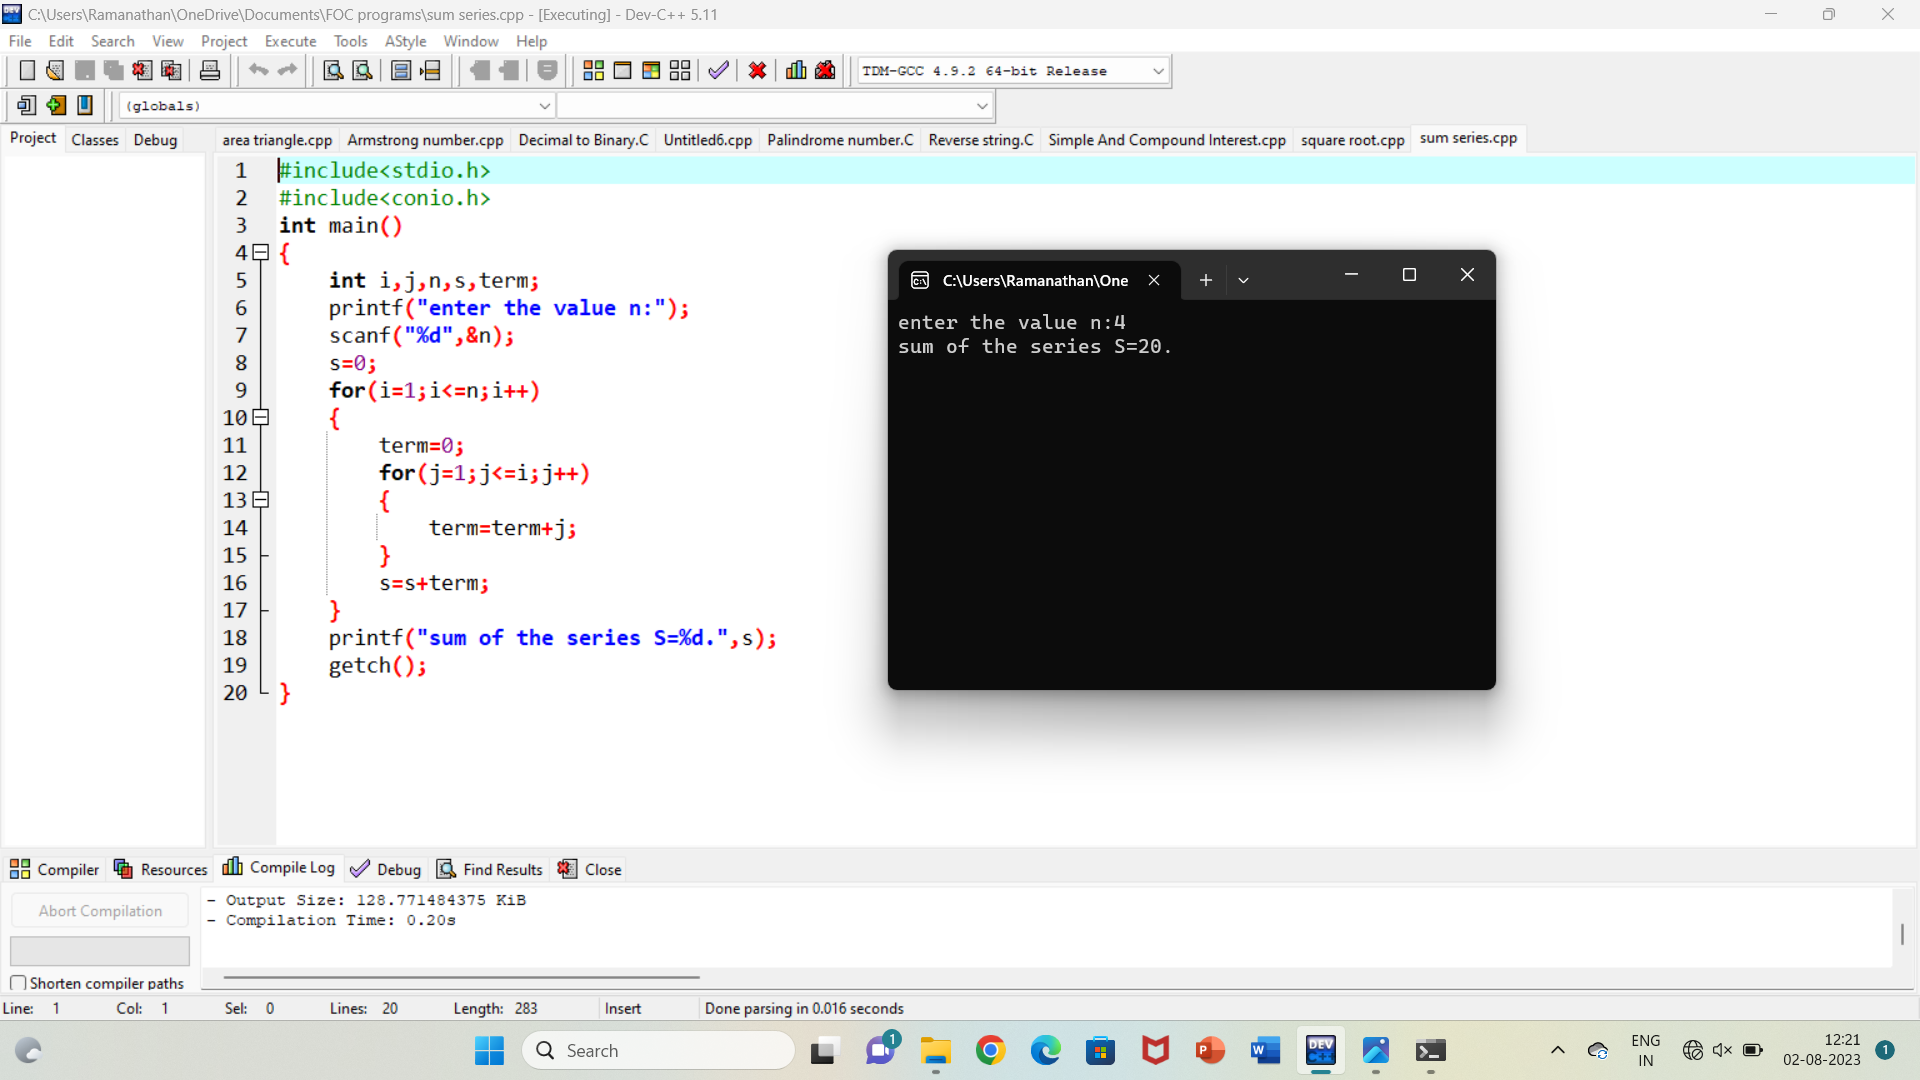 C:\Users\Ramanathan\OneDrive\Documents\FOC programs\sum series.cpp - [Executing] - Dev-C++ 5.11
File Edit Search View Project Execute Tools AStyle Window Help
TDM-GCC 4.9.2 64-bit Release
(globals)
Project Classes Debug
area triangle.cpp Armstrong number.cpp Decimal to Binary.C Untitled6.cpp Palindrome number.C Reverse string.C Simple And Compound Interest.cpp square root.cpp sum series.cpp
1 #include<stdio.h>
2 #include<conio.h>
3 int main()
4 {
5 int i,j,n,s,term;
6 printf("enter the value n:");
7 scanf("%d",&n);
8 s=0;
9 for(i=1;i<=n;i++)
10 {
11 term=0;
12 for(j=1;j<=i;j++)
13 {
14 term=term+j;
15 }
16 s=s+term;
17 }
18 printf("sum of the series S=%d.",s);
19 getch();
20 }
C:\Users\Ramanathan\One
enter the value n:4
sum of the series S=20.
Compiler Resources Compile Log Debug Find Results Close
Abort Compilation
Shorten compiler paths
- Output Size: 128.771484375 KiB
- Compilation Time: 0.20s
Line: 1 Col: 1 Sel: 0 Lines: 20 Length: 283 Insert Done parsing in 0.016 seconds
Search
1
P
W
DEV
C++
ENG
IN
12:21
02-08-2023
1